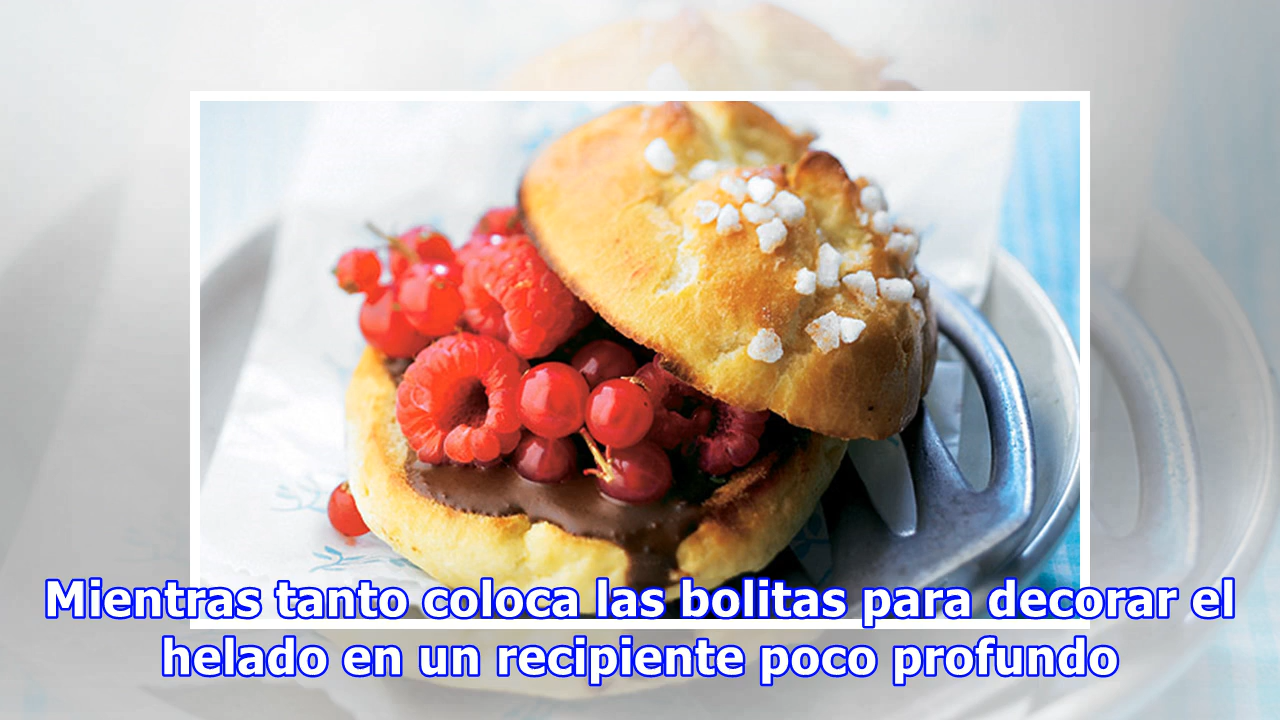 Mientras tanto coloca las bolitas para decorar el
helado en un recipiente poco profundo